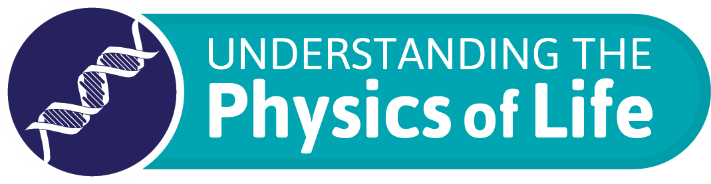 UNDERSTANDING THE
Physics of Life